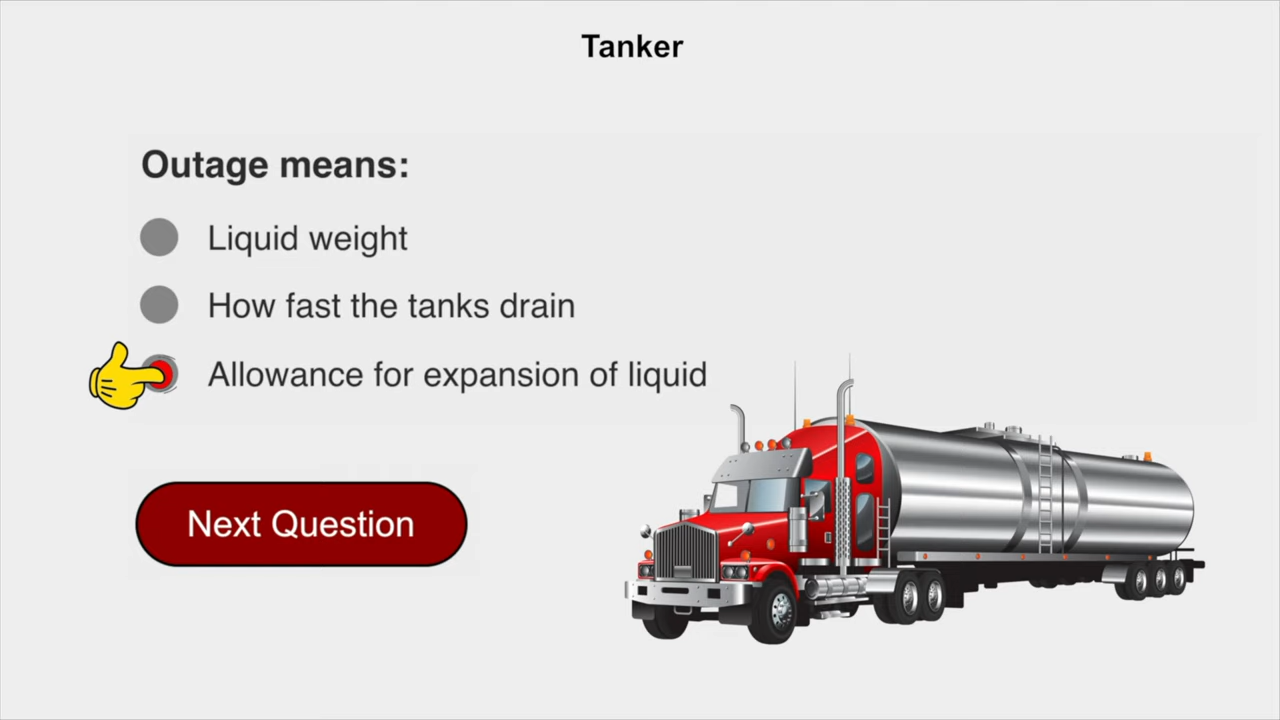 Tanker
Outage means:
Liquid weight
How fast the tanks drain
Allowance for expansion of liquid
Next Question